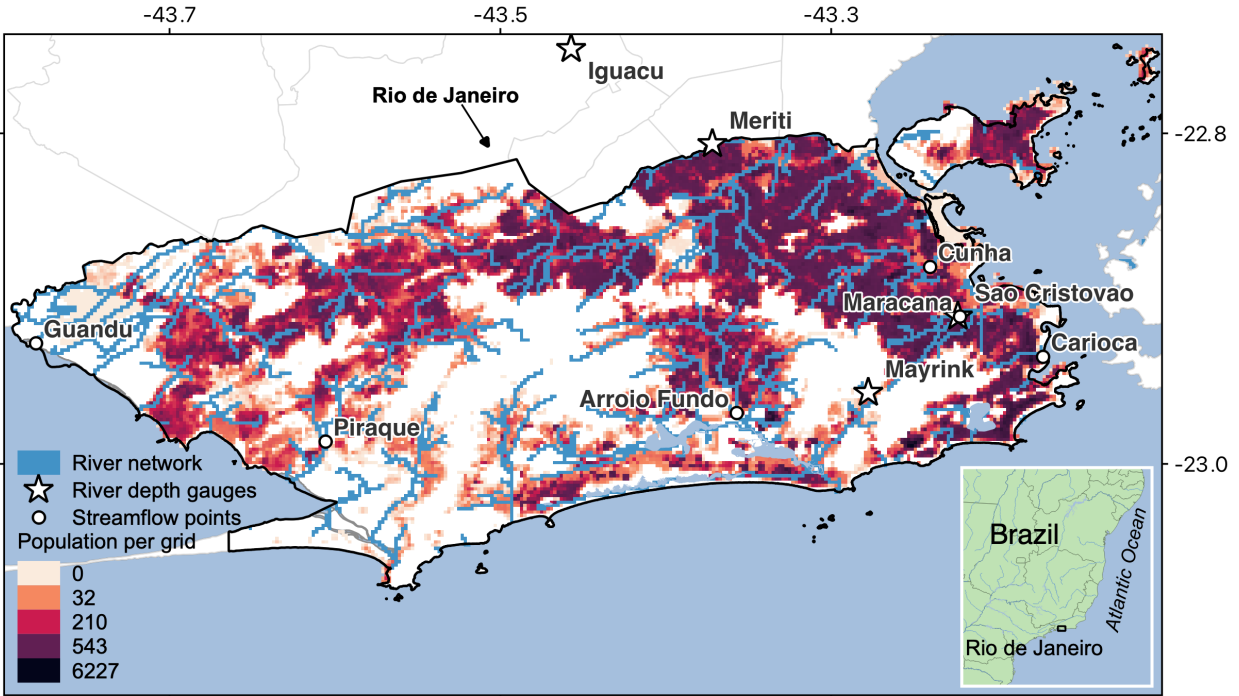 -43.7
-43.5
-43.3
Iguacu
Rio de Janeiro
Meriti
-22.8
Cunha
Maracana
Sao Cristovao
Guandu
Carioca
Mayrink
Arroio Fundo
Piraque
-23.0
River network
River depth gauges
Streamflow points
Population per grid
0
32
210
543
6227
Brazil
Atlantic Ocean
Rio de Janeiro